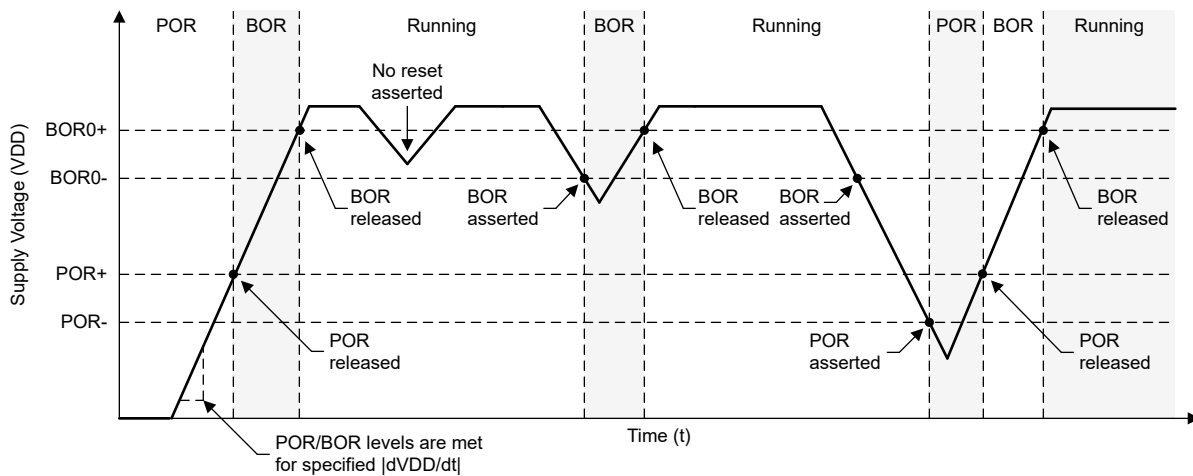 POR BOR Running BOR Running POR BOR Running
No reset
asserted
BOR0+
BOR0-
POR+
POR-
Supply Voltage (VDD)
BOR
released
BOR
asserted
BOR
released
BOR
asserted
BOR
released
POR
released
POR
asserted
POR
released
Time (t)
POR/BOR levels are met
for specified |dVDD/dt|